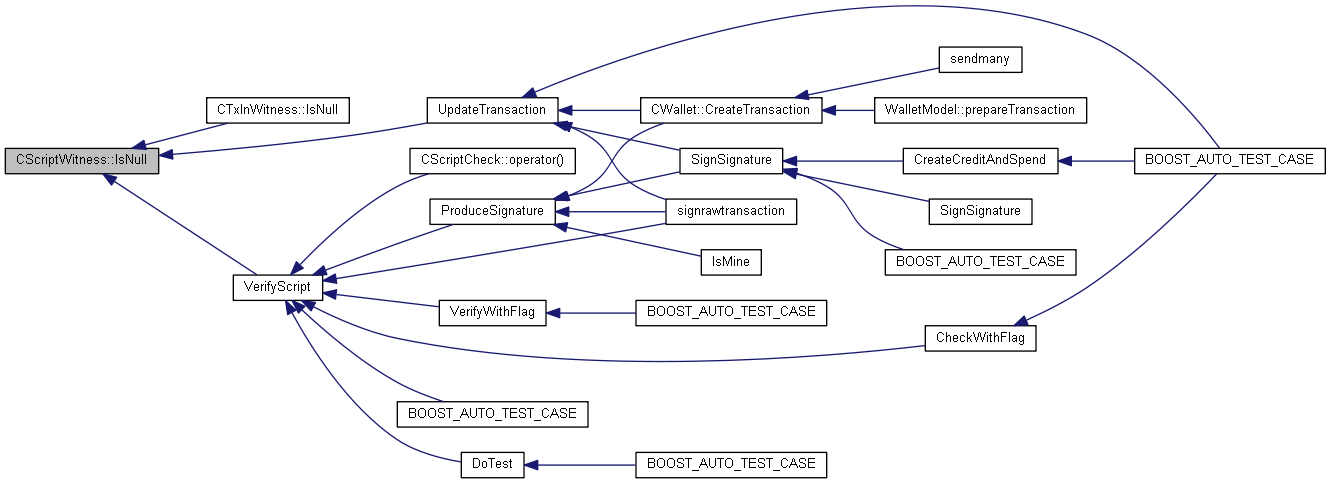 sendmany
CTxInWitness::IsNull
UpdateTransaction
CWallet::CreateTransaction
WalletModel::prepareTransaction
CScriptWitness::IsNull
CScriptCheck::operator()
SignSignature
CreateCreditAndSpend
BOOST_AUTO_TEST_CASE
ProduceSignature
signrawtransaction
SignSignature
IsMine
BOOST_AUTO_TEST_CASE
VerifyScript
VerifyWithFlag
BOOST_AUTO_TEST_CASE
CheckWithFlag
BOOST_AUTO_TEST_CASE
DoTest
BOOST_AUTO_TEST_CASE